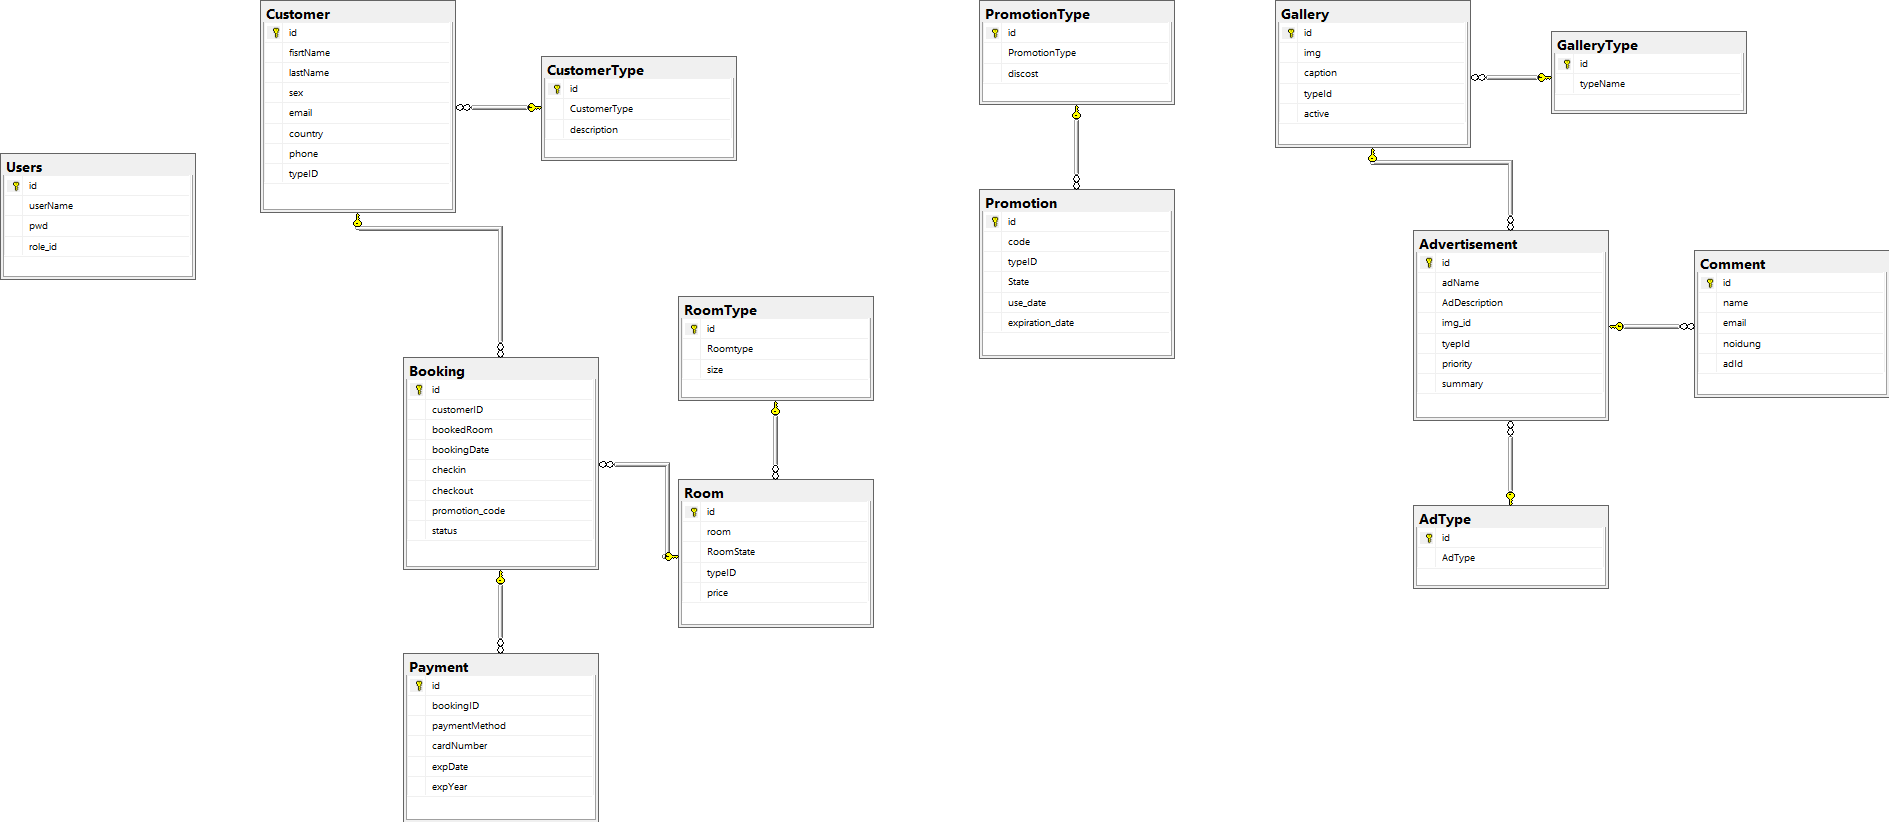 Users
id
userName
pwd
role_id
Customer
id
fisrtName
lastName
sex
email
country
phone
typeID
CustomerType
id
CustomerType
description
Booking
id
customerID
bookedRoom
bookingDate
checkin
checkout
promotion_code
status
Payment
id
bookingID
paymentMethod
cardNumber
expDate
expYear
RoomType
id
Roomtype
size
Room
id
room
RoomState
typeID
price
PromotionType
id
PromotionType
discost
Promotion
id
code
typeID
State
use_date
expiration_date
Gallery
id
img
caption
typeId
active
GalleryType
id
typeName
Advertisement
id
adName
AdDescription
img_id
tyepId
priority
summary
Comment
id
name
email
noidung
adId
AdType
id
AdType